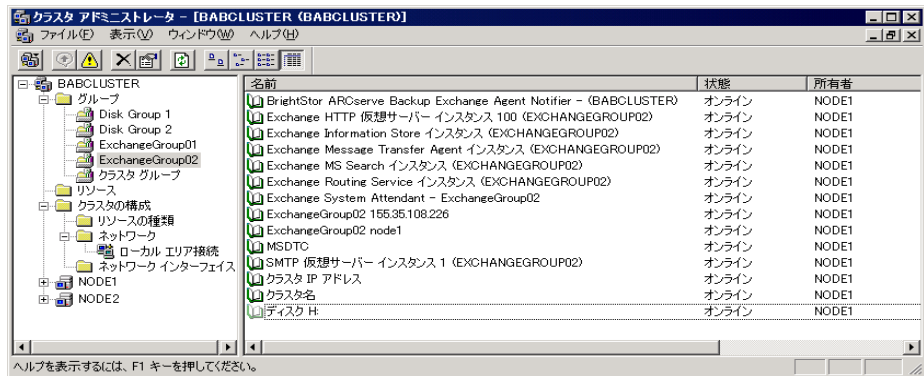 クラスタ アドミニストレータ - [BABCLUSTER (BABCLUSTER)]
ファイル(F) 表示(V) ウィンドウ(W) ヘルプ(H)
BABCLUSTER
グループ
Disk Group 1
Disk Group 2
ExchangeGroup01
ExchangeGroup02
クラスタ グループ
リソース
クラスタの構成
リソースの種類
ネットワーク
ローカル エリア接続
ネットワーク インターフェイス
NODE1
NODE2
名前 状態 所有者
BrightStor ARCserve Backup Exchange Agent Notifier - (BABCLUSTER) オンライン NODE1
Exchange HTTP 仮想サーバー インスタンス 100 (EXCHANGEGROUP02) オンライン NODE1
Exchange Information Store インスタンス (EXCHANGEGROUP02) オンライン NODE1
Exchange Message Transfer Agent インスタンス (EXCHANGEGROUP02) オンライン NODE1
Exchange MS Search インスタンス (EXCHANGEGROUP02) オンライン NODE1
Exchange Routing Service インスタンス (EXCHANGEGROUP02) オンライン NODE1
Exchange System Attendant - ExchangeGroup02 オンライン NODE1
ExchangeGroup02 155.35.108.226 オンライン NODE1
ExchangeGroup02 node1 オンライン NODE1
MSDTC オンライン NODE1
SMTP 仮想サーバー インスタンス 1 (EXCHANGEGROUP02) オンライン NODE1
クラスタ IP アドレス オンライン NODE1
クラスタ名 オンライン NODE1
ディスク H: オンライン NODE1
ヘルプを表示するには、F1 キーを押してください。